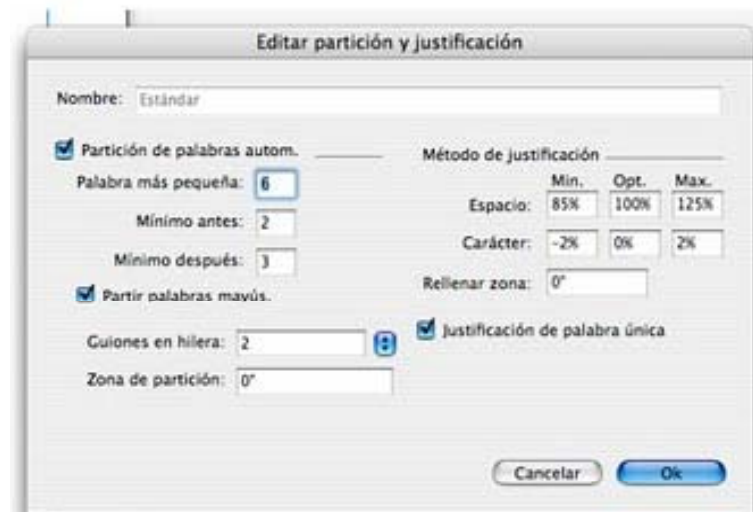 Editar partición y justificación
Nombre: Estándar
Partición de palabras autom.
Palabra más pequeña: 6
Mínimo antes: 2
Mínimo después: 3
Partir palabras mayús.
Guiones en hilera: 2
Zona de partición: 0"
Método de justificación
Min. Opt. Max.
Espacio: 85% 100% 125%
Carácter: -2% 0% 2%
Rellenar zona: 0"
Justificación de palabra única
Cancelar Ok